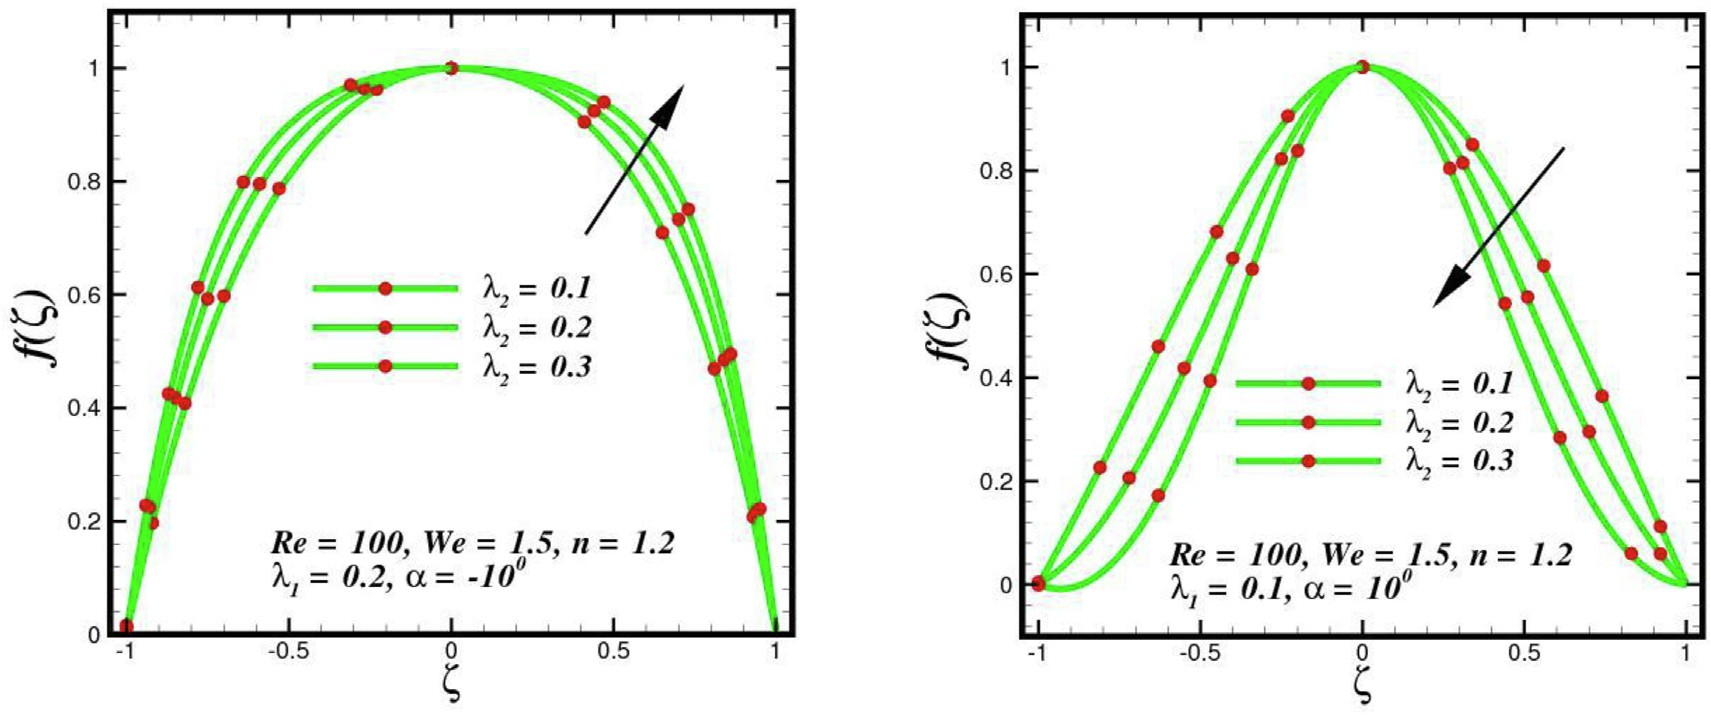 1
0.8
0.6
0.4
0.2
0
-1 -0.5 0 0.5 1
f(ζ)
ζ
λ₂ = 0.1
λ₂ = 0.2
λ₂ = 0.3
Re = 100, We = 1.5, n = 1.2
λ₁ = 0.2, α = -10⁰
1
0.8
0.6
0.4
0.2
0
-1 -0.5 0 0.5 1
f(ζ)
ζ
λ₂ = 0.1
λ₂ = 0.2
λ₂ = 0.3
Re = 100, We = 1.5, n = 1.2
λ₁ = 0.1, α = 10⁰